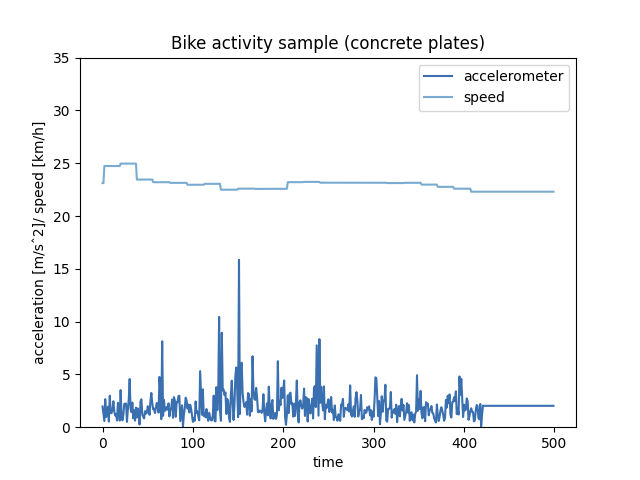 Bike activity sample (concrete plates)
accelerometer
speed
acceleration [m/sˆ2]/ speed [km/h]
35
30
25
20
15
10
5
0
0 100 200 300 400 500
time